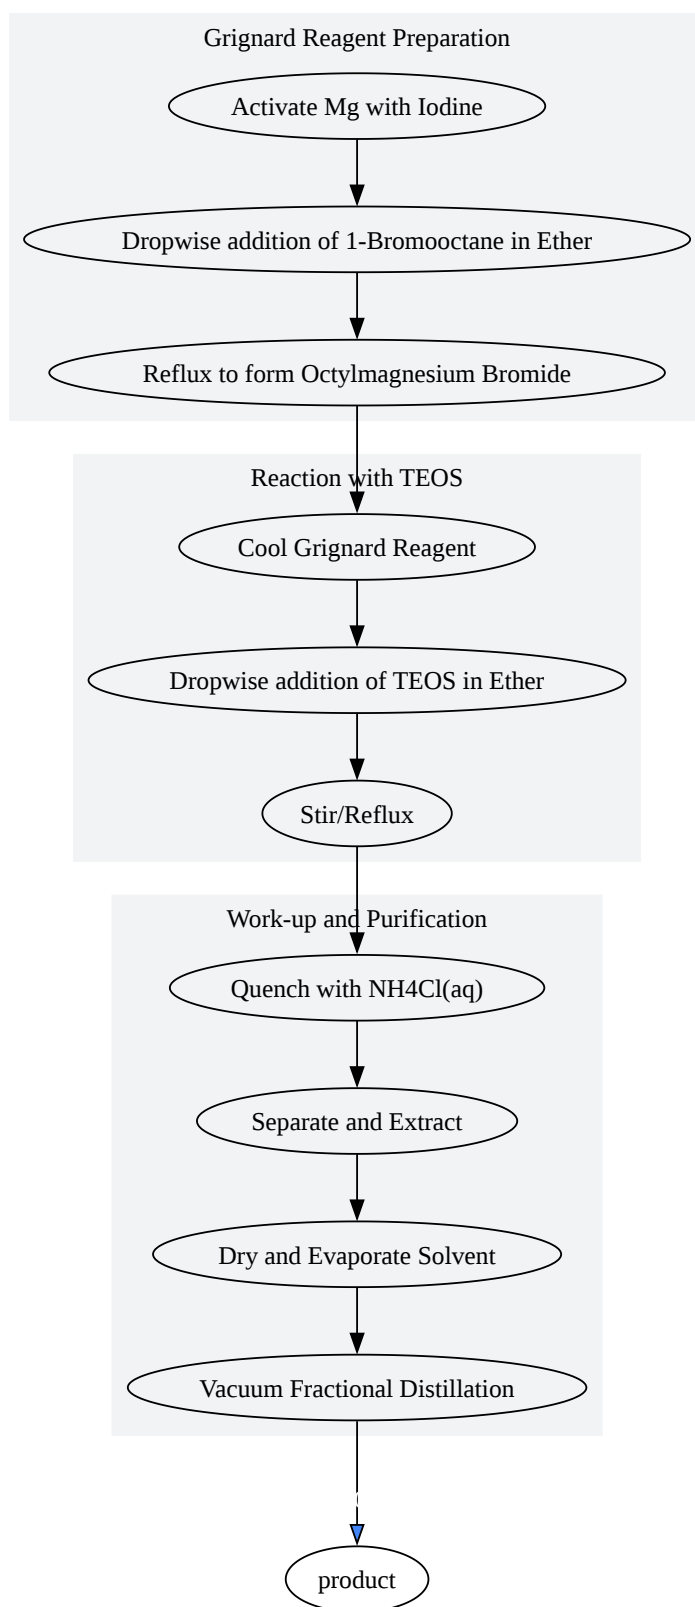 Grignard Reagent Preparation
Activate Mg with Iodine
Dropwise addition of 1-Bromooctane in Ether
Reflux to form Octylmagnesium Bromide
Reaction with TEOS
Cool Grignard Reagent
Dropwise addition of TEOS in Ether
Stir/Reflux
Work-up and Purification
Quench with NH4Cl(aq)
Separate and Extract
Dry and Evaporate Solvent
Vacuum Fractional Distillation
product